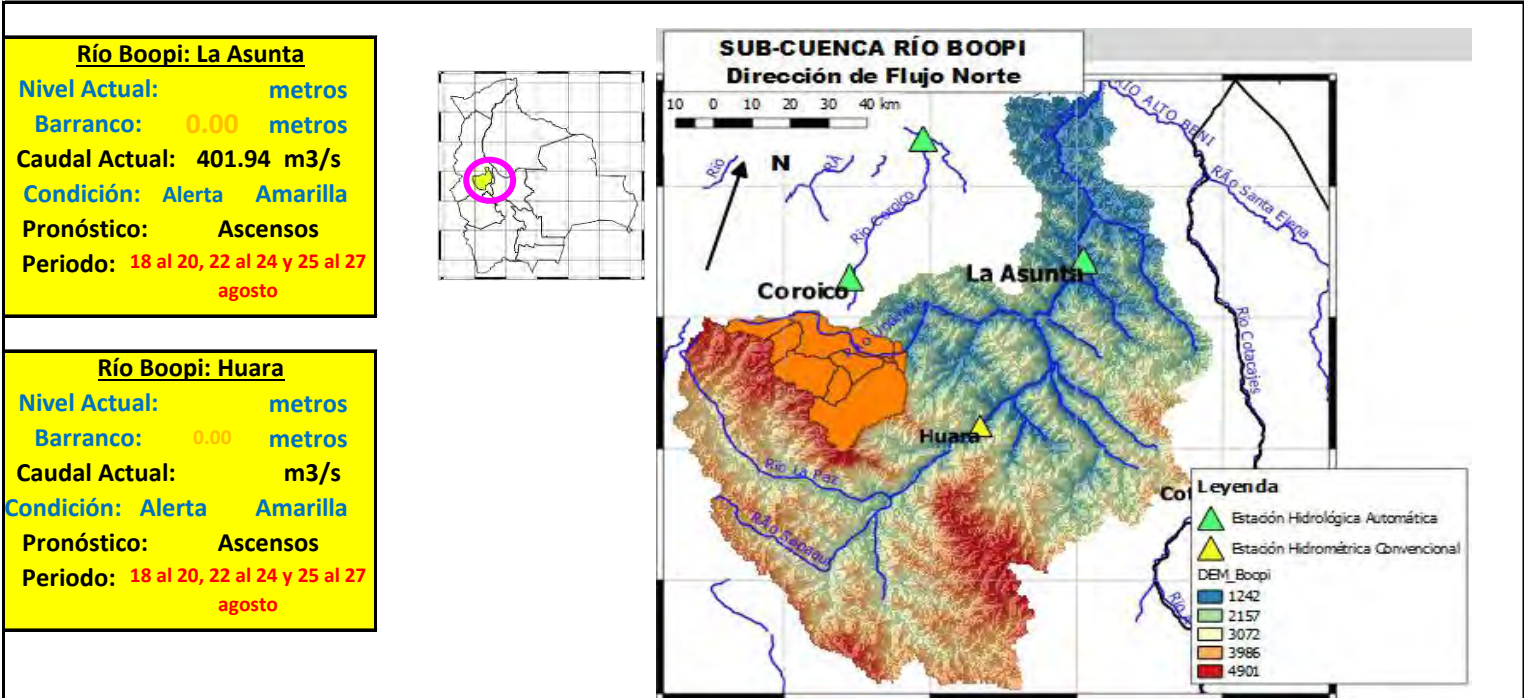 Río Boopi: La Asunta
Nivel Actual: metros
Barranco: 0.00 metros
Caudal Actual: 401.94 m3/s
Condición: Alerta Amarilla
Pronóstico: Ascensos
Periodo: 18 al 20, 22 al 24 y 25 al 27
agosto
Río Boopi: Huara
Nivel Actual: metros
Barranco: 0.00 metros
Caudal Actual: m3/s
Condición: Alerta Amarilla
Pronóstico: Ascensos
Periodo: 18 al 20, 22 al 24 y 25 al 27
agosto
SUB-CUENCA RÍO BOOPI
Dirección de Flujo Norte
10 0 10 20 30 40 km
N
Río
RÃ
Río Coroico
RÍO ALTO BENI
RÃo Santa Elena
Río Cotacajes
La Asunta
Coroico
Huara
Río La Paz
RÃo Sapaqui
Cot
Río
Leyenda
Estación Hidrológica Automática
Estación Hidrométrica Convencional
DEM_Boopi
1242
2157
3072
3986
4901